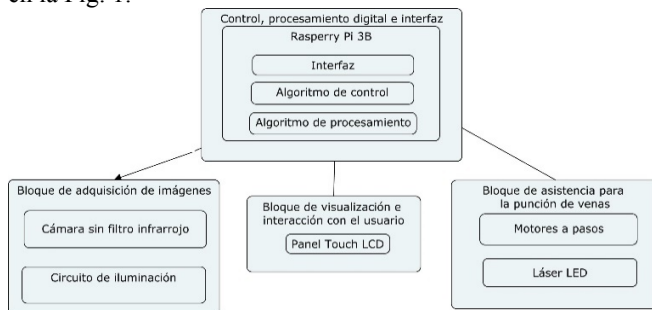 en la Fig. 1.
Control, procesamiento digital e interfaz
Rasperry Pi 3B
Interfaz
Algoritmo de control
Algoritmo de procesamiento
Bloque de adquisición de imágenes
Cámara sin filtro infrarrojo
Circuito de iluminación
Bloque de visualización e
interacción con el usuario
Panel Touch LCD
Bloque de asistencia para
la punción de venas
Motores a pasos
Láser LED